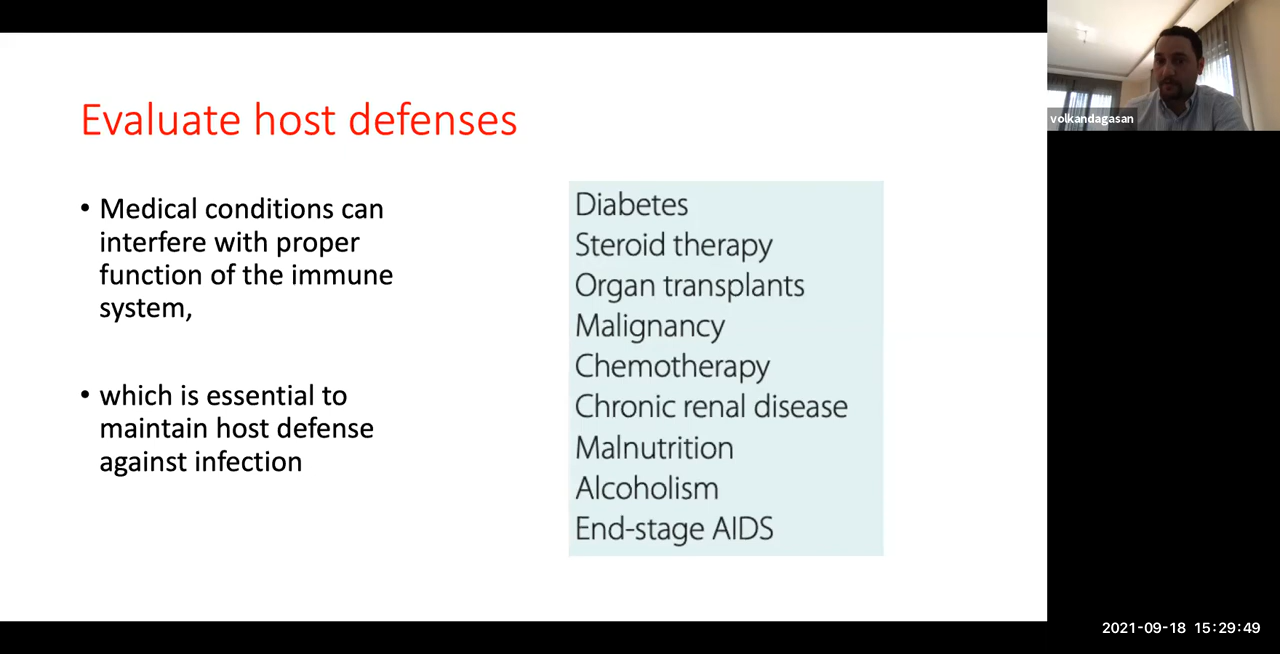 Evaluate host defenses
• Medical conditions can
interfere with proper
function of the immune
system,
• which is essential to
maintain host defense
against infection
Diabetes
Steroid therapy
Organ transplants
Malignancy
Chemotherapy
Chronic renal disease
Malnutrition
Alcoholism
End-stage AIDS
volkandagasan
2021-09-18 15:29:49